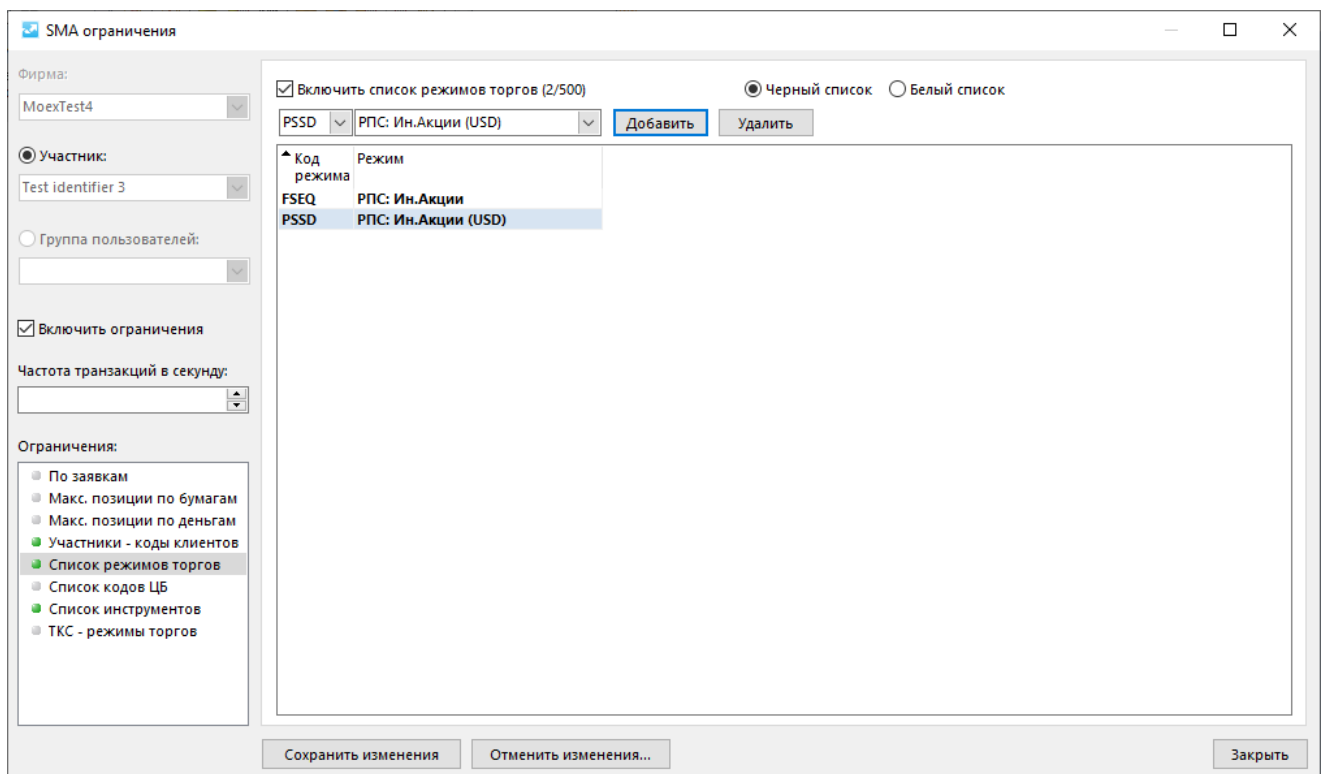 SMA ограничения
Фирма:
MoexTest4
Участник:
Test identifier 3
Группа пользователей:
Включить ограничения
Частота транзакций в секунду:
Ограничения:
По заявкам
Макс. позиции по бумагам
Макс. позиции по деньгам
Участники - коды клиентов
Список режимов торгов
Список кодов ЦБ
Список инструментов
ТКС - режимы торгов
Включить список режимов торгов (2/500)
Черный список
Белый список
PSSD РПС: Ин.Акции (USD) Добавить Удалить
Код режима Режим
FSEQ РПС: Ин.Акции
PSSD РПС: Ин.Акции (USD)
Сохранить изменения Отменить изменения... Закрыть